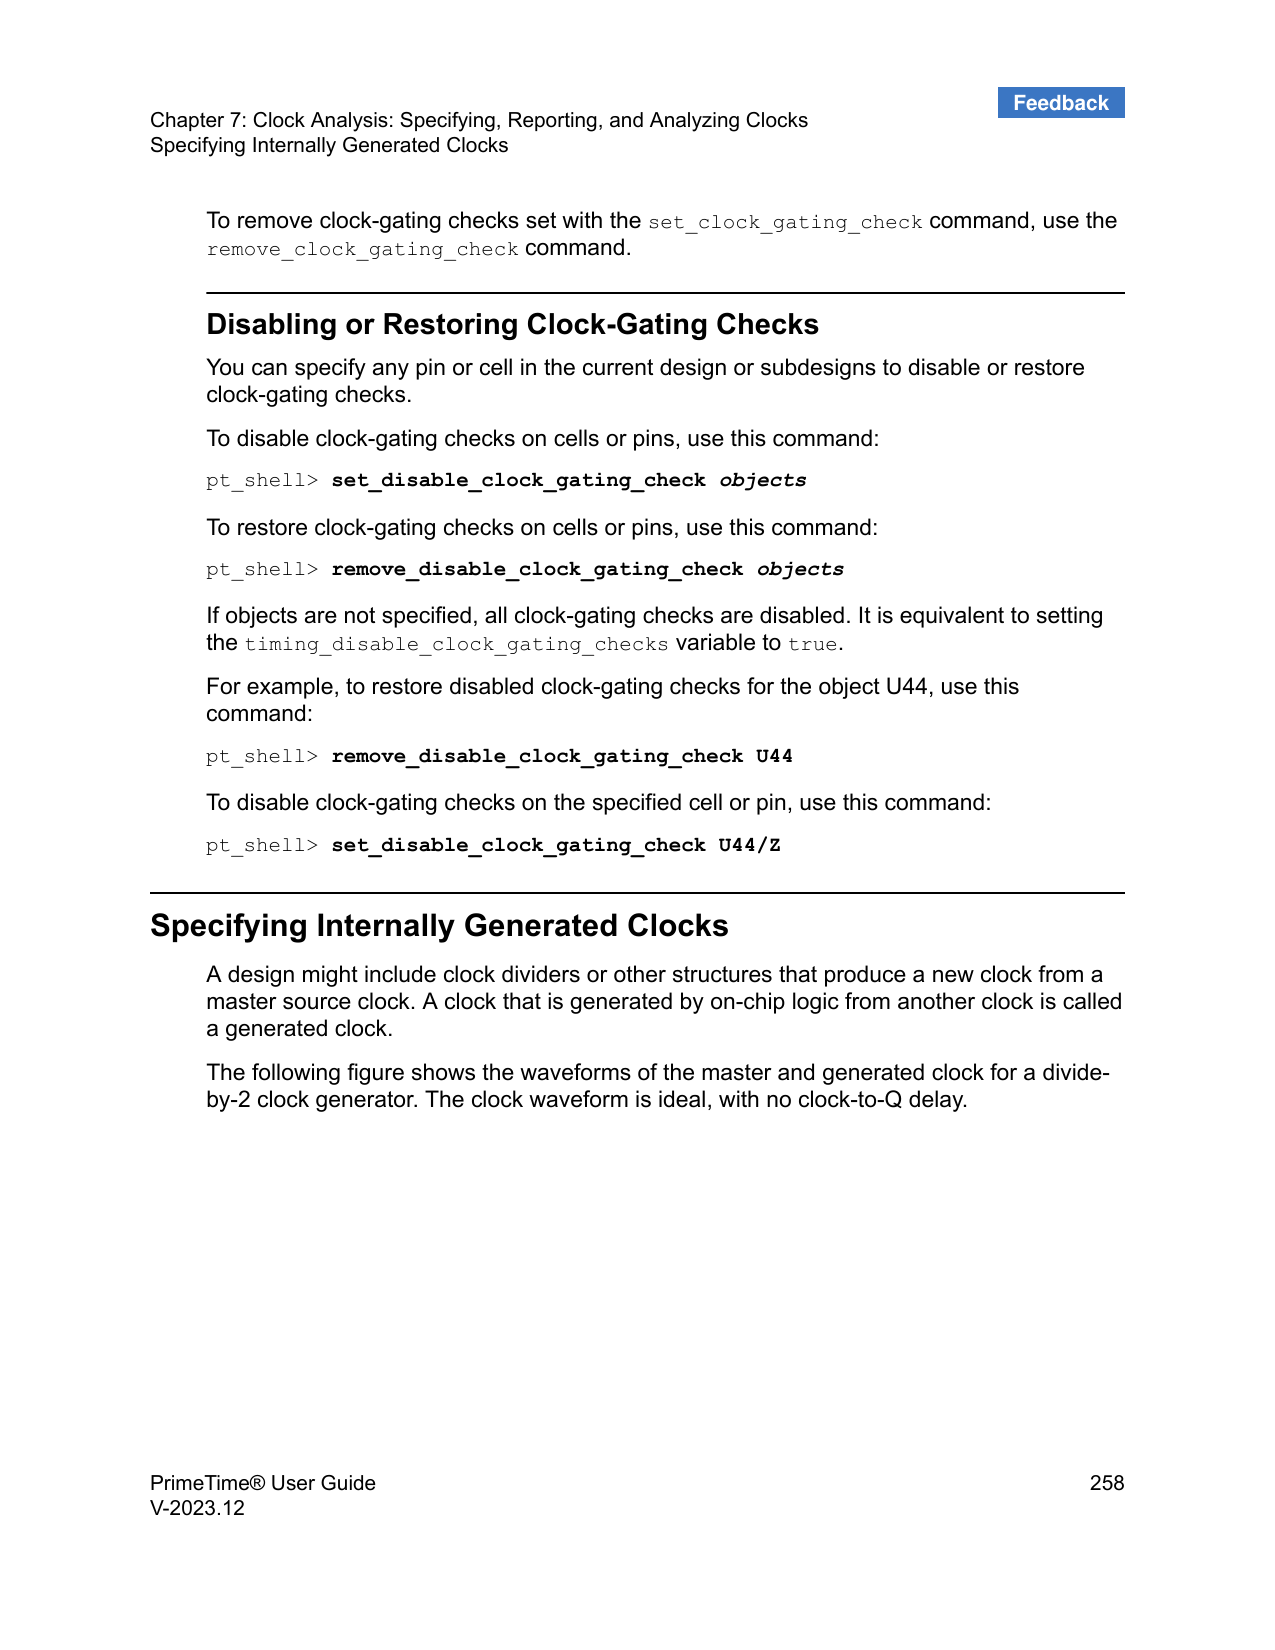 Feedback
Chapter 7: Clock Analysis: Specifying, Reporting, and Analyzing Clocks
Specifying Internally Generated Clocks
To remove clock-gating checks set with the set_clock_gating_check command, use the
remove_clock_gating_check command.
Disabling or Restoring Clock-Gating Checks
You can specify any pin or cell in the current design or subdesigns to disable or restore
clock-gating checks.
To disable clock-gating checks on cells or pins, use this command:
pt_shell> set_disable_clock_gating_check objects
To restore clock-gating checks on cells or pins, use this command:
pt_shell> remove_disable_clock_gating_check objects
If objects are not specified, all clock-gating checks are disabled. It is equivalent to setting
the timing_disable_clock_gating_checks variable to true.
For example, to restore disabled clock-gating checks for the object U44, use this
command:
pt_shell> remove_disable_clock_gating_check U44
To disable clock-gating checks on the specified cell or pin, use this command:
pt_shell> set_disable_clock_gating_check U44/Z
Specifying Internally Generated Clocks
A design might include clock dividers or other structures that produce a new clock from a
master source clock. A clock that is generated by on-chip logic from another clock is called
a generated clock.
The following figure shows the waveforms of the master and generated clock for a divide-
by-2 clock generator. The clock waveform is ideal, with no clock-to-Q delay.
PrimeTime® User Guide
V-2023.12
258